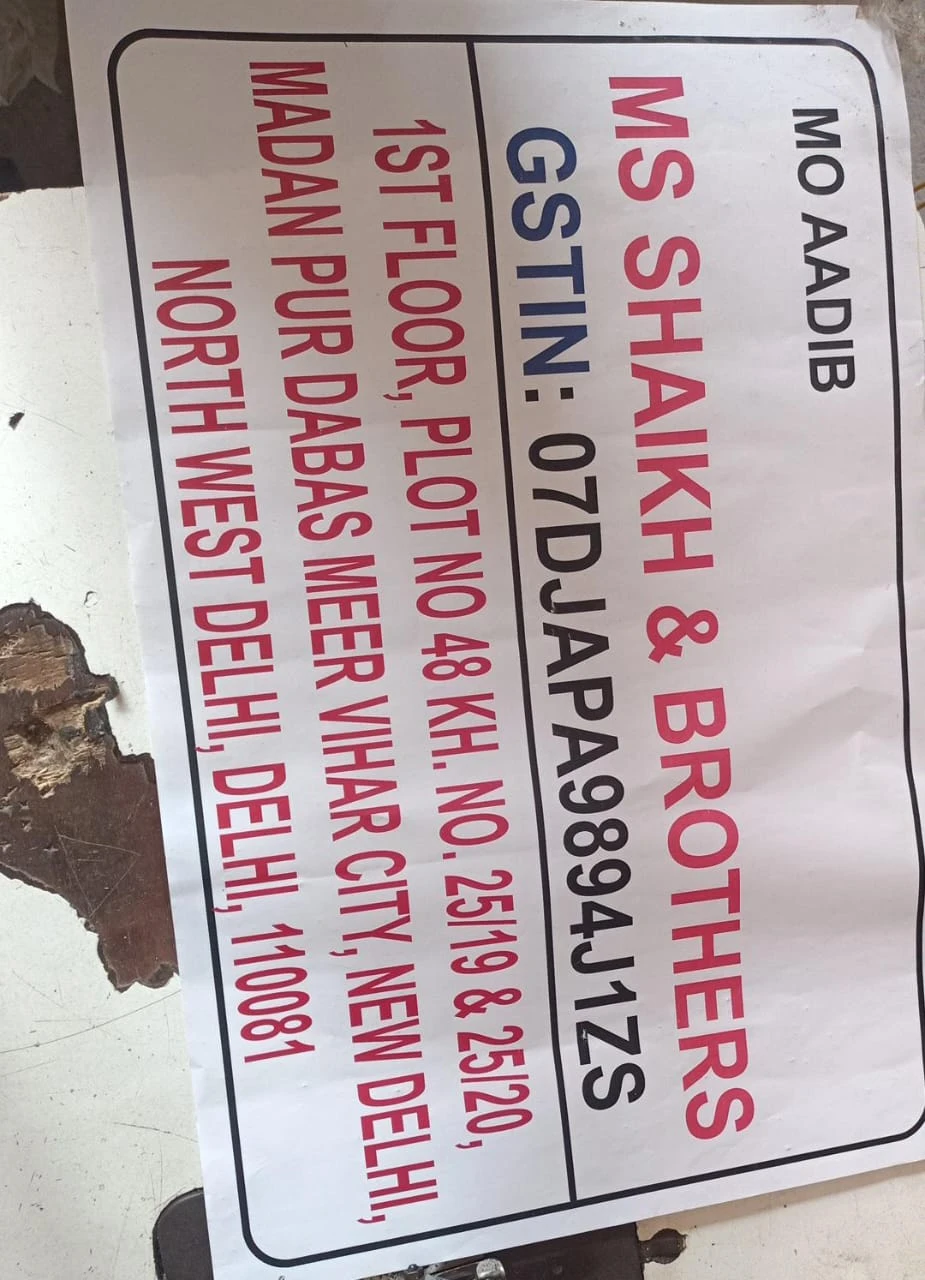 MO AADIB
MS SHAIKH & BROTHERS
GSTIN: 07DJAPA9894J1ZS
1ST FLOOR, PLOT NO 48 KH. NO. 25/19 & 25/20,
MADAN PUR DABAS MEER VIHAR CITY, NEW DELHI,
NORTH WEST DELHI, DELHI, 110081